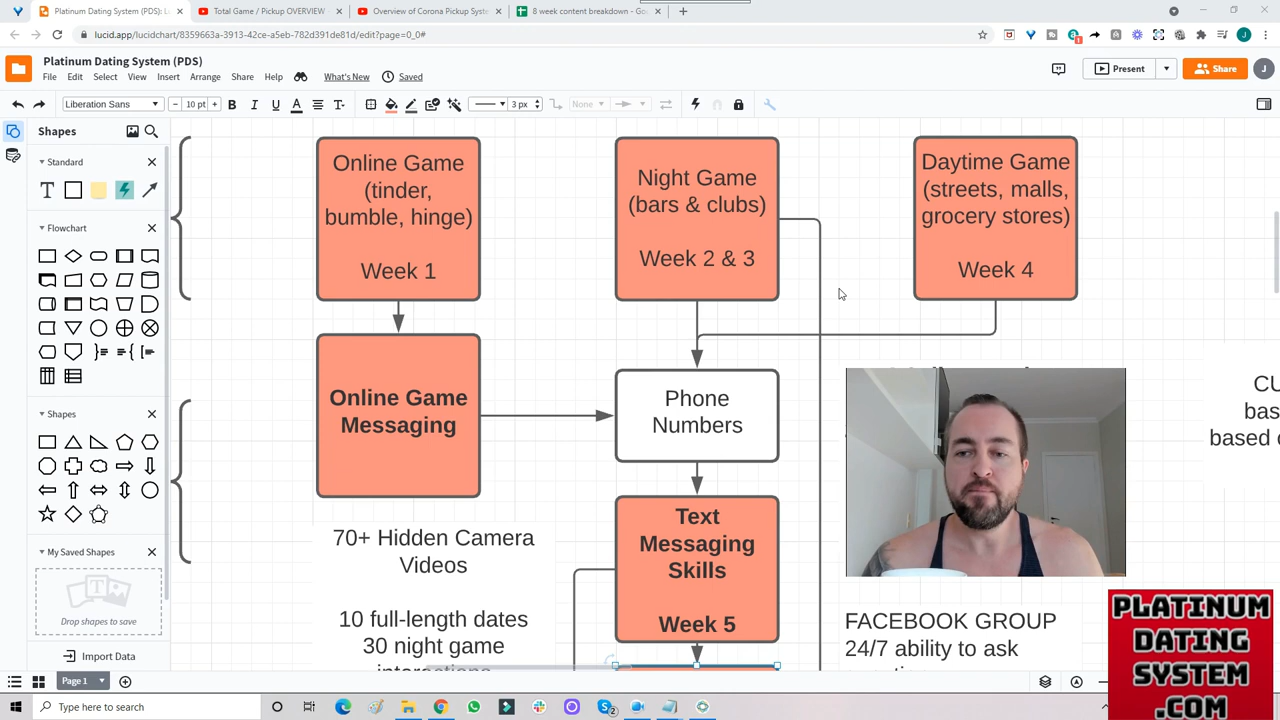 Platinum Dating System (PDS): L
Total Game / Pickup OVERVIEW -
Overview of Corona Pickup Syst
8 week content breakdown - Go
lucid.app/lucidchart/8359663a-3913-42ce-a5eb-782d391de81d/edit?page=0_0#
J
Platinum Dating System (PDS)
File Edit Select View Insert Arrange Share Help What's New Saved
Present Share J
Liberation Sans 10 pt B I U A T 3 px None
Shapes
Standard
T
Flowchart
Shapes
My Saved Shapes
Drop shapes to save
Import Data
Online Game
(tinder,
bumble, hinge)
Week 1
Night Game
(bars & clubs)
Week 2 & 3
Daytime Game
(streets, malls,
grocery stores)
Week 4
Online Game
Messaging
Phone
Numbers
CU
bas
based o
Text
Messaging
Skills
Week 5
70+ Hidden Camera
Videos
10 full-length dates
30 night game
interactions
FACEBOOK GROUP
24/7 ability to ask
PLATINUM
DATING
SYSTEM
.COM
Page 1
Type here to search